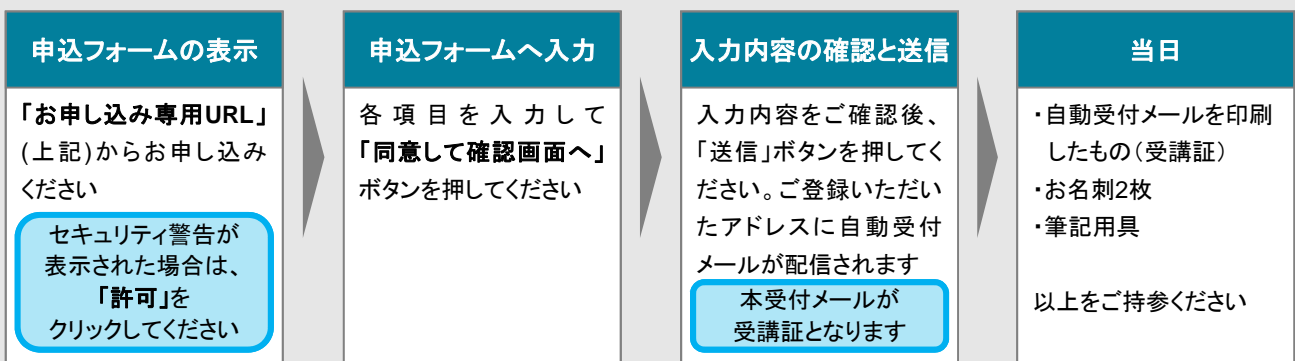 申込フォームの表示
「お申し込み専用URL」
(上記)からお申し込み
ください
セキュリティ警告が
表示された場合は、
「許可」を
クリックしてください
申込フォームへ入力
各項目を入力して
「同意して確認画面へ」
ボタンを押してください
入力内容の確認と送信
入力内容をご確認後、
「送信」ボタンを押してく
ださい。ご登録いただい
たアドレスに自動受付
メールが配信されます
本受付メールが
受講証となります
当日
・自動受付メールを印刷
したもの(受講証)
・お名刺2枚
・筆記用具
以上をご持参ください